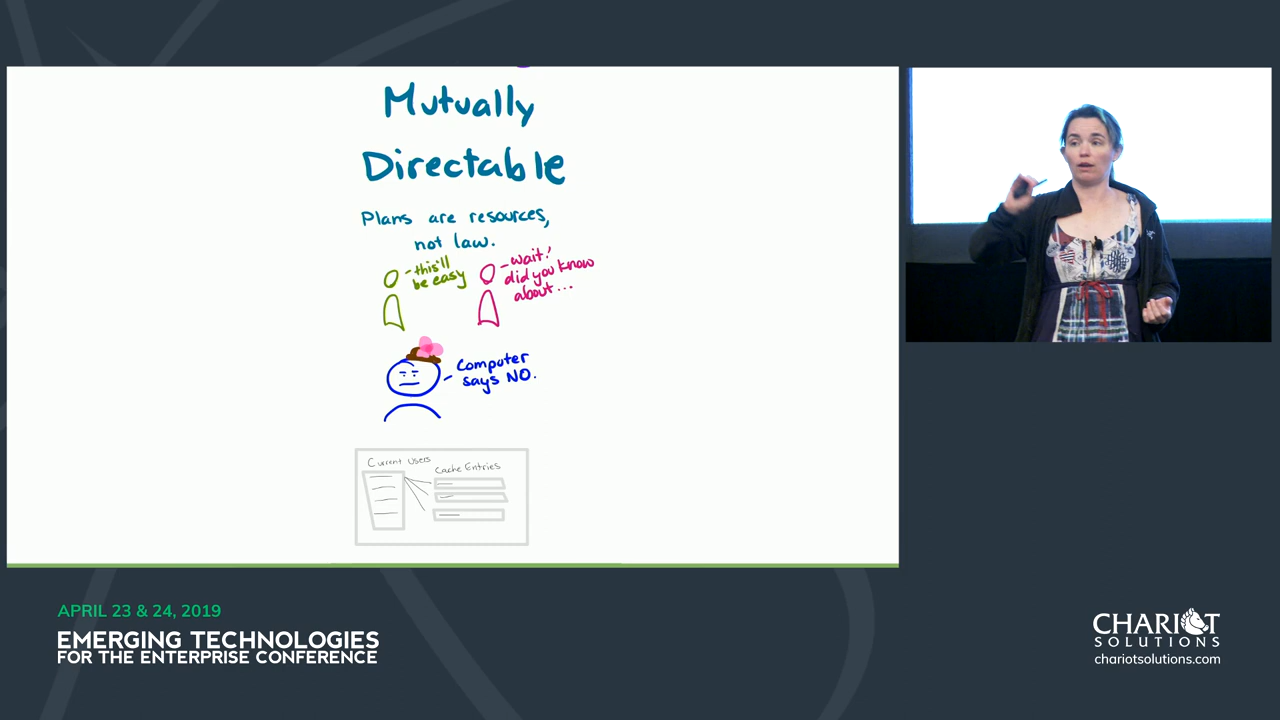 Mutually
Directable
Plans are resources,
not law.
this'll
be easy
wait!
did you know
about...
Computer
says NO.
Current Users
Cache Entries
APRIL 23 & 24, 2019
EMERGING TECHNOLOGIES
FOR THE ENTERPRISE CONFERENCE
CHARIOT
SOLUTIONS
chariotsolutions.com